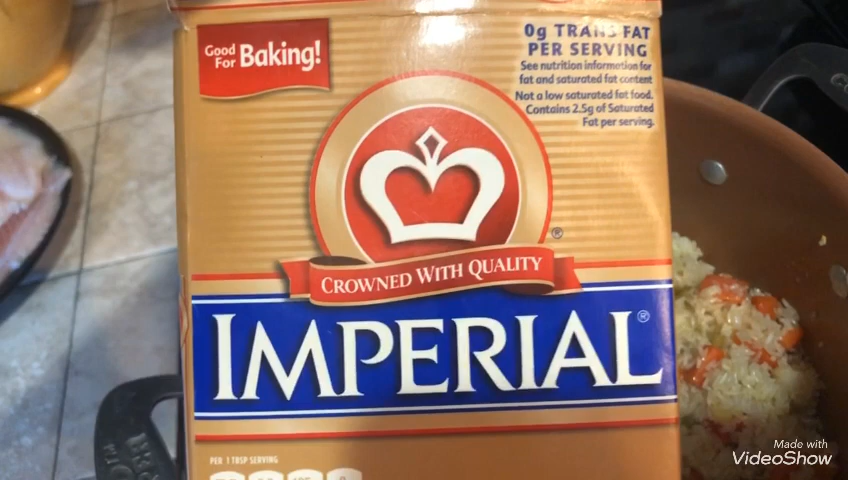 Good
For Baking!
0g TRANS FAT
PER SERVING
See nutrition information for
fat and saturated fat content
Not a low saturated fat food.
Contains 2.5g of Saturated
Fat per serving.
®
CROWNED WITH QUALITY
IMPERIAL®
PER 1 TBSP SERVING
Made with
VideoShow